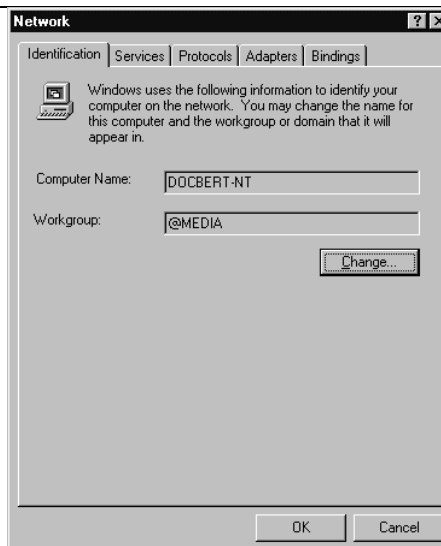 Network
Identification Services Protocols Adapters Bindings
Windows uses the following information to identify your
computer on the network. You may change the name for
this computer and the workgroup or domain that it will
appear in.
Computer Name: DOCBERT-NT
Workgroup: @MEDIA
Change...
OK Cancel